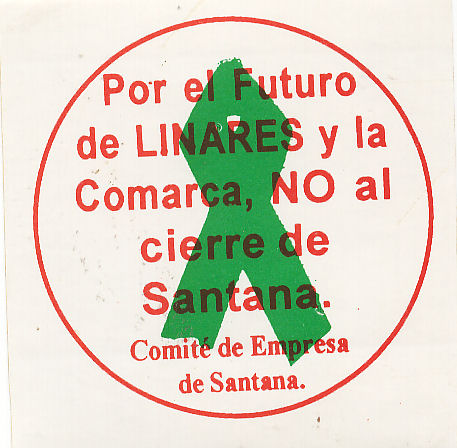 Por el Futuro
de LINARES y la
Comarca, NO al
cierre de
Santana.
Comité de Empresa
de Santana.